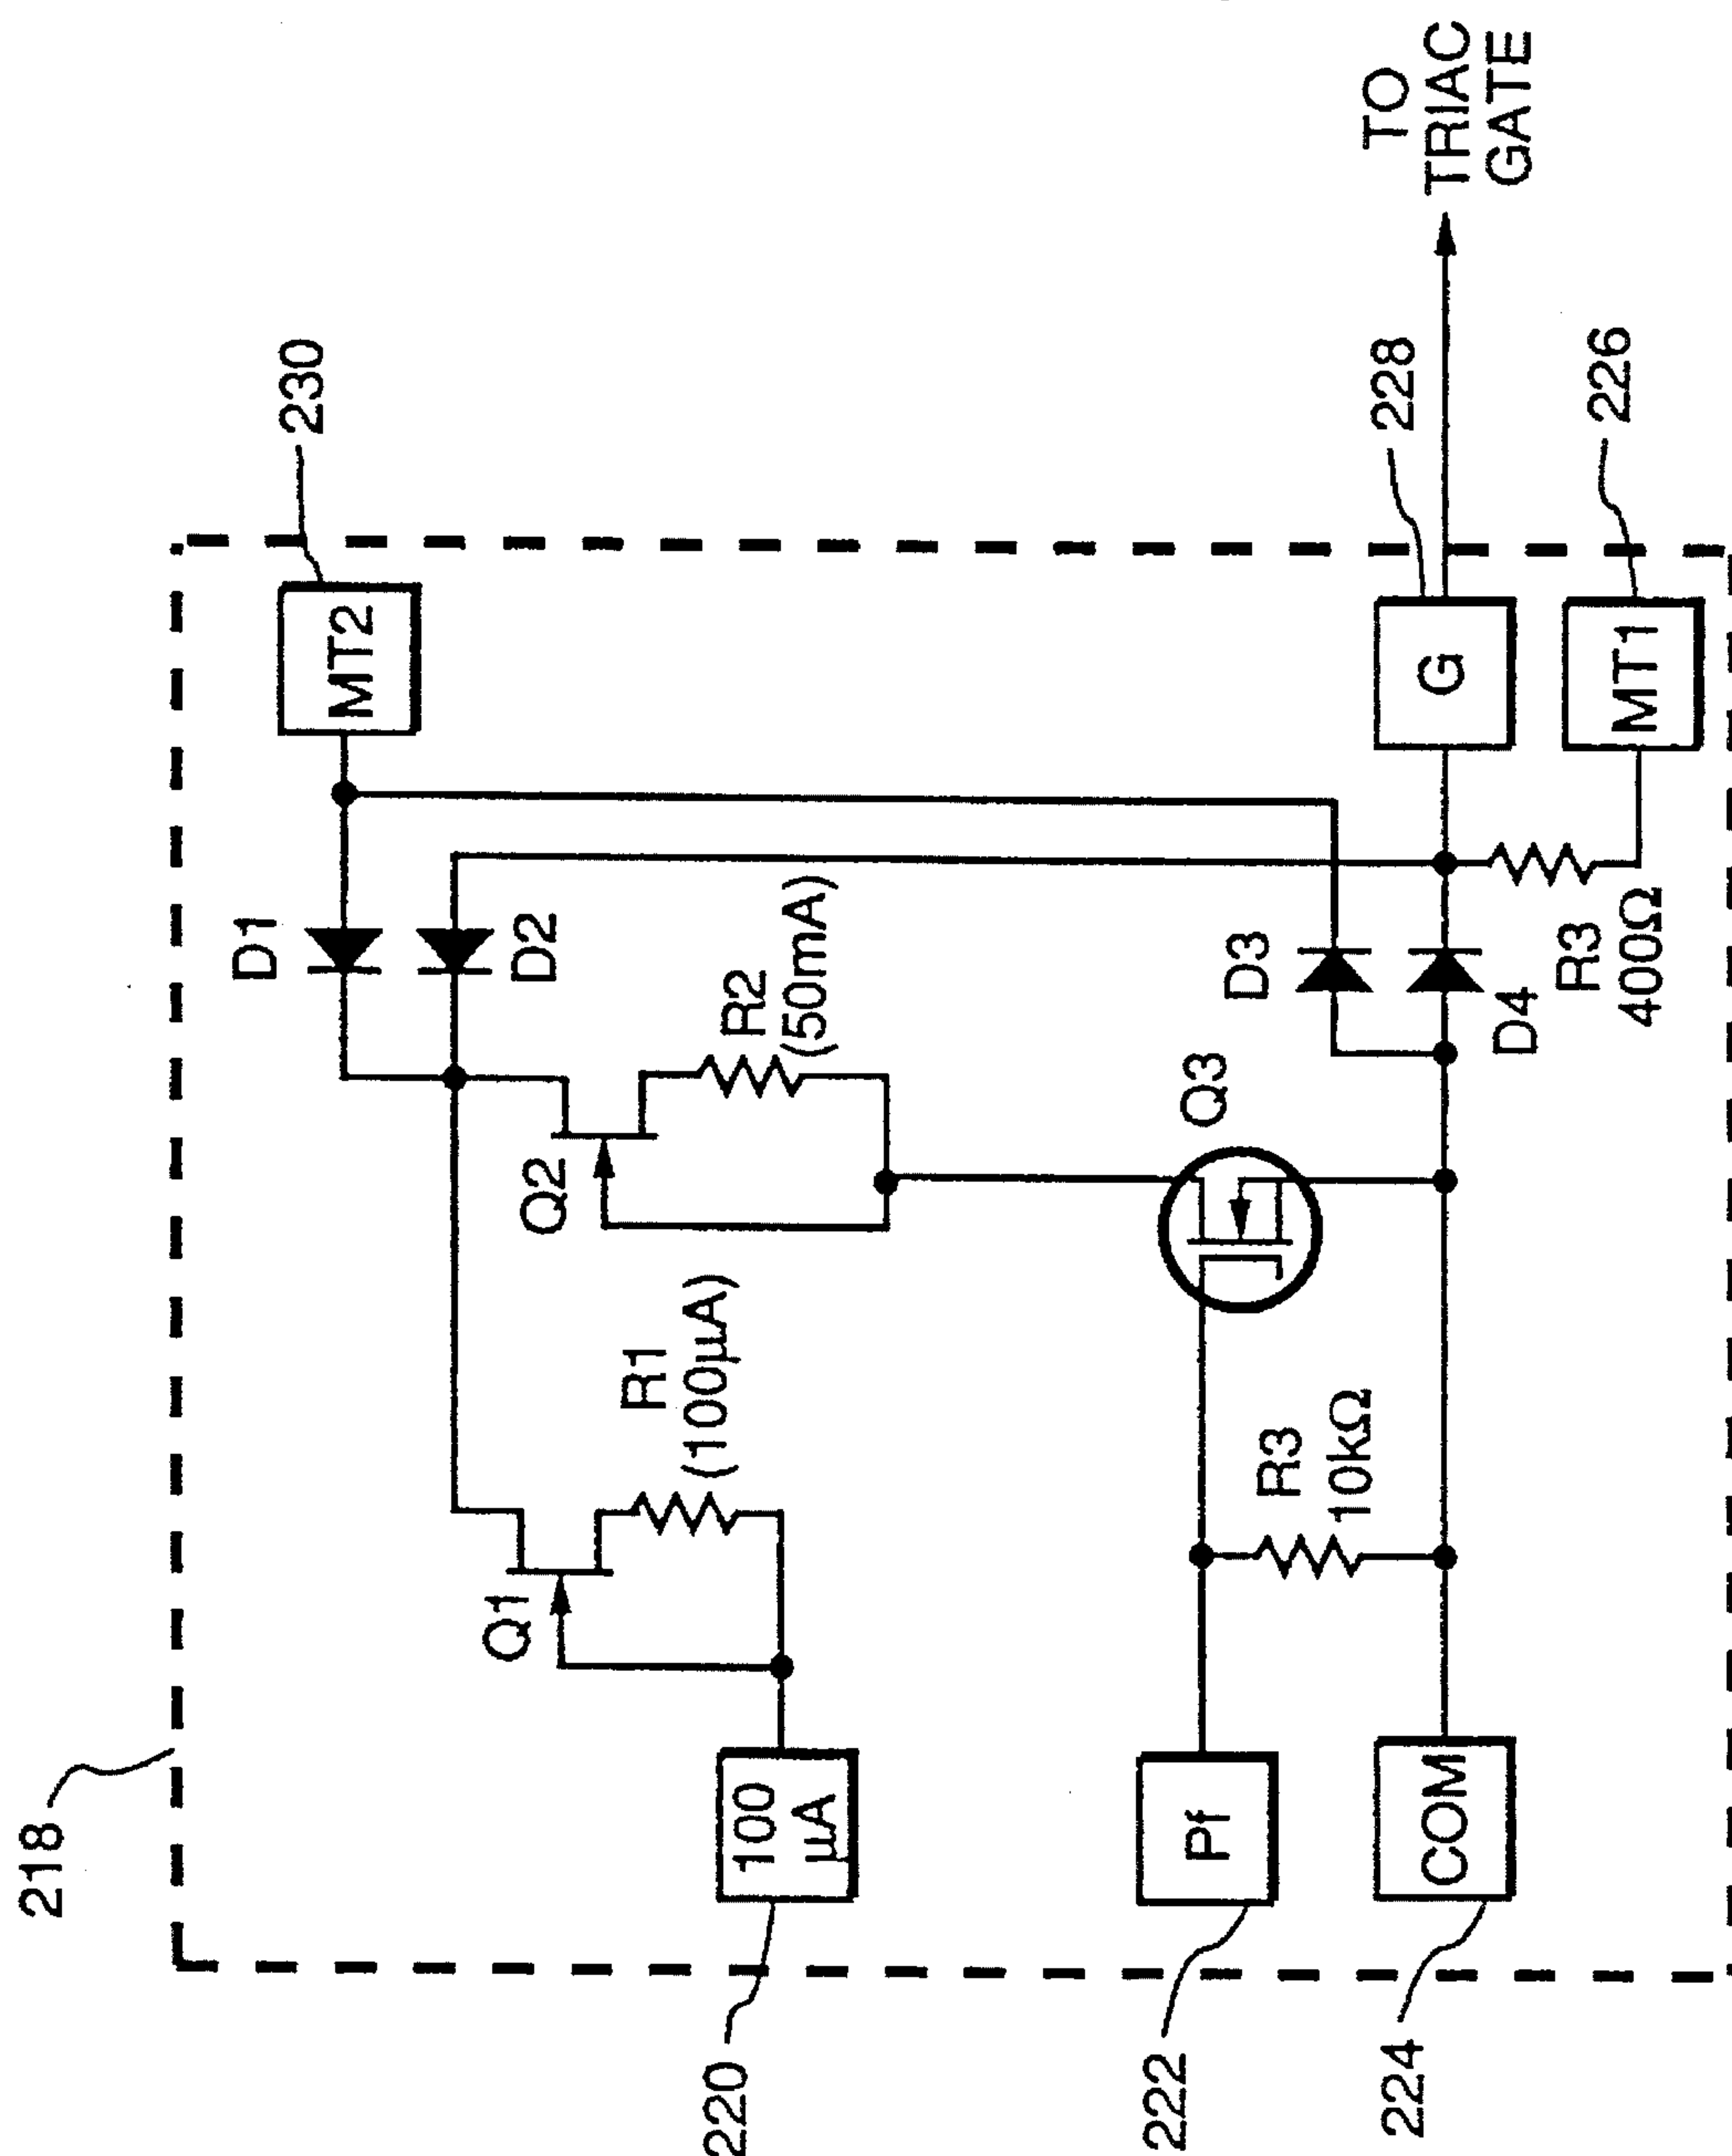 218
230
MT2
D1
D2
R2
(50mA)
Q2
Q1
R1
(100μA)
100
μA
220
Q3
D3
D4
R3
400Ω
G
228
TO
TRIAC
GATE
MT1
226
Pf
222
R3
10kΩ
COM
224